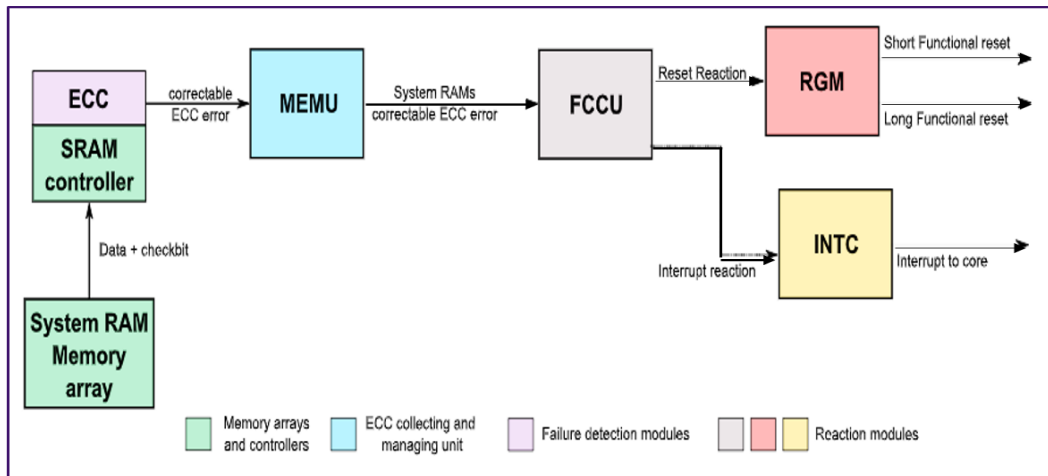 ECC
SRAM
controller
correctable
ECC error
MEMU
System RAMs
correctable ECC error
FCCU
Reset Reaction
RGM
Short Functional reset
Long Functional reset
Interrupt reaction
INTC
Interrupt to core
Data + checkbit
System RAM
Memory
array
Memory arrays
and controllers
ECC collecting and
managing unit
Failure detection modules
Reaction modules